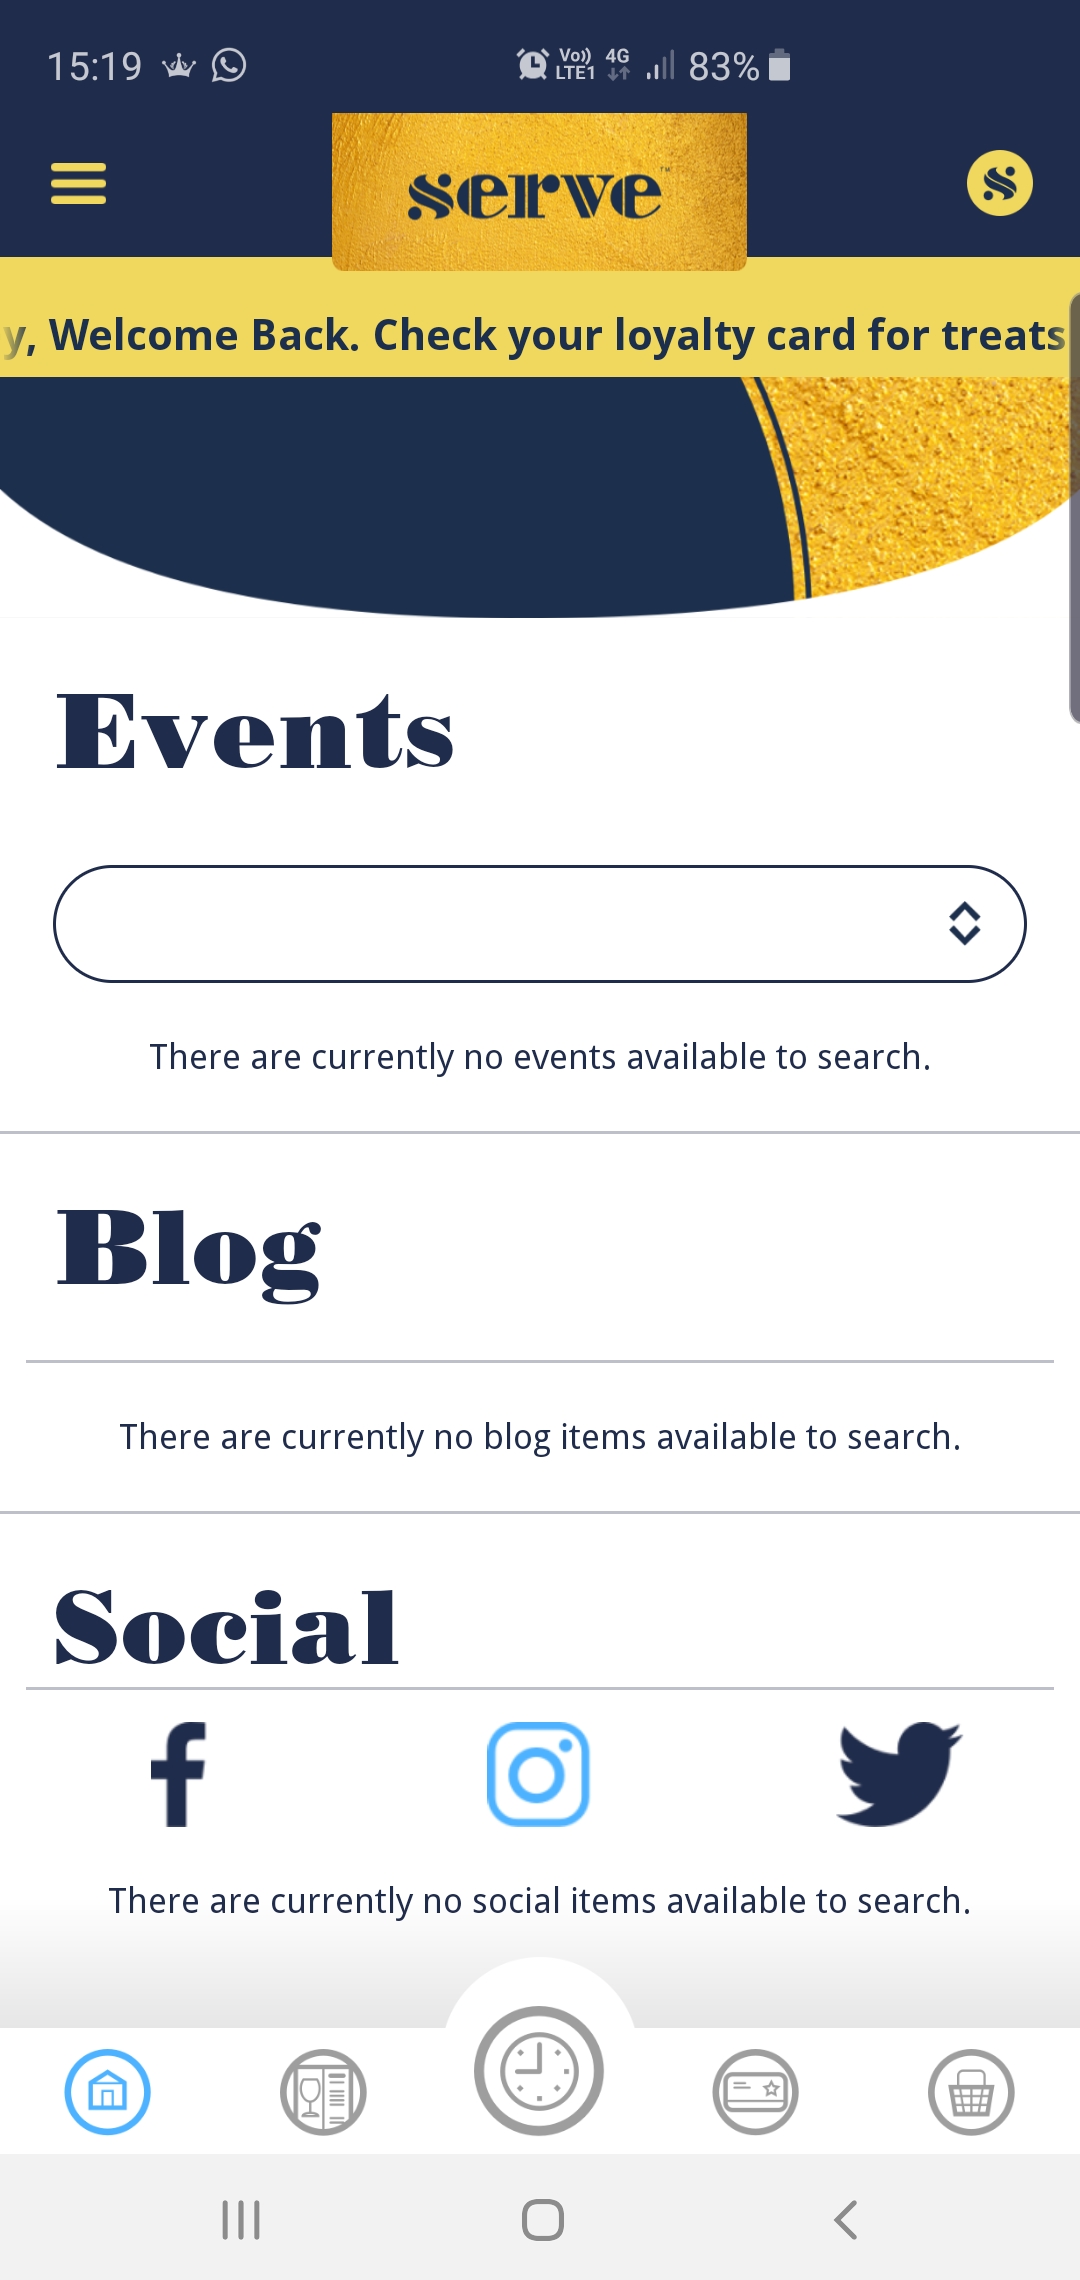 15:19 Vo)) LTE1 4G 83%
serve™
y, Welcome Back. Check your loyalty card for treats
Events
There are currently no events available to search.
Blog
There are currently no blog items available to search.
Social
There are currently no social items available to search.